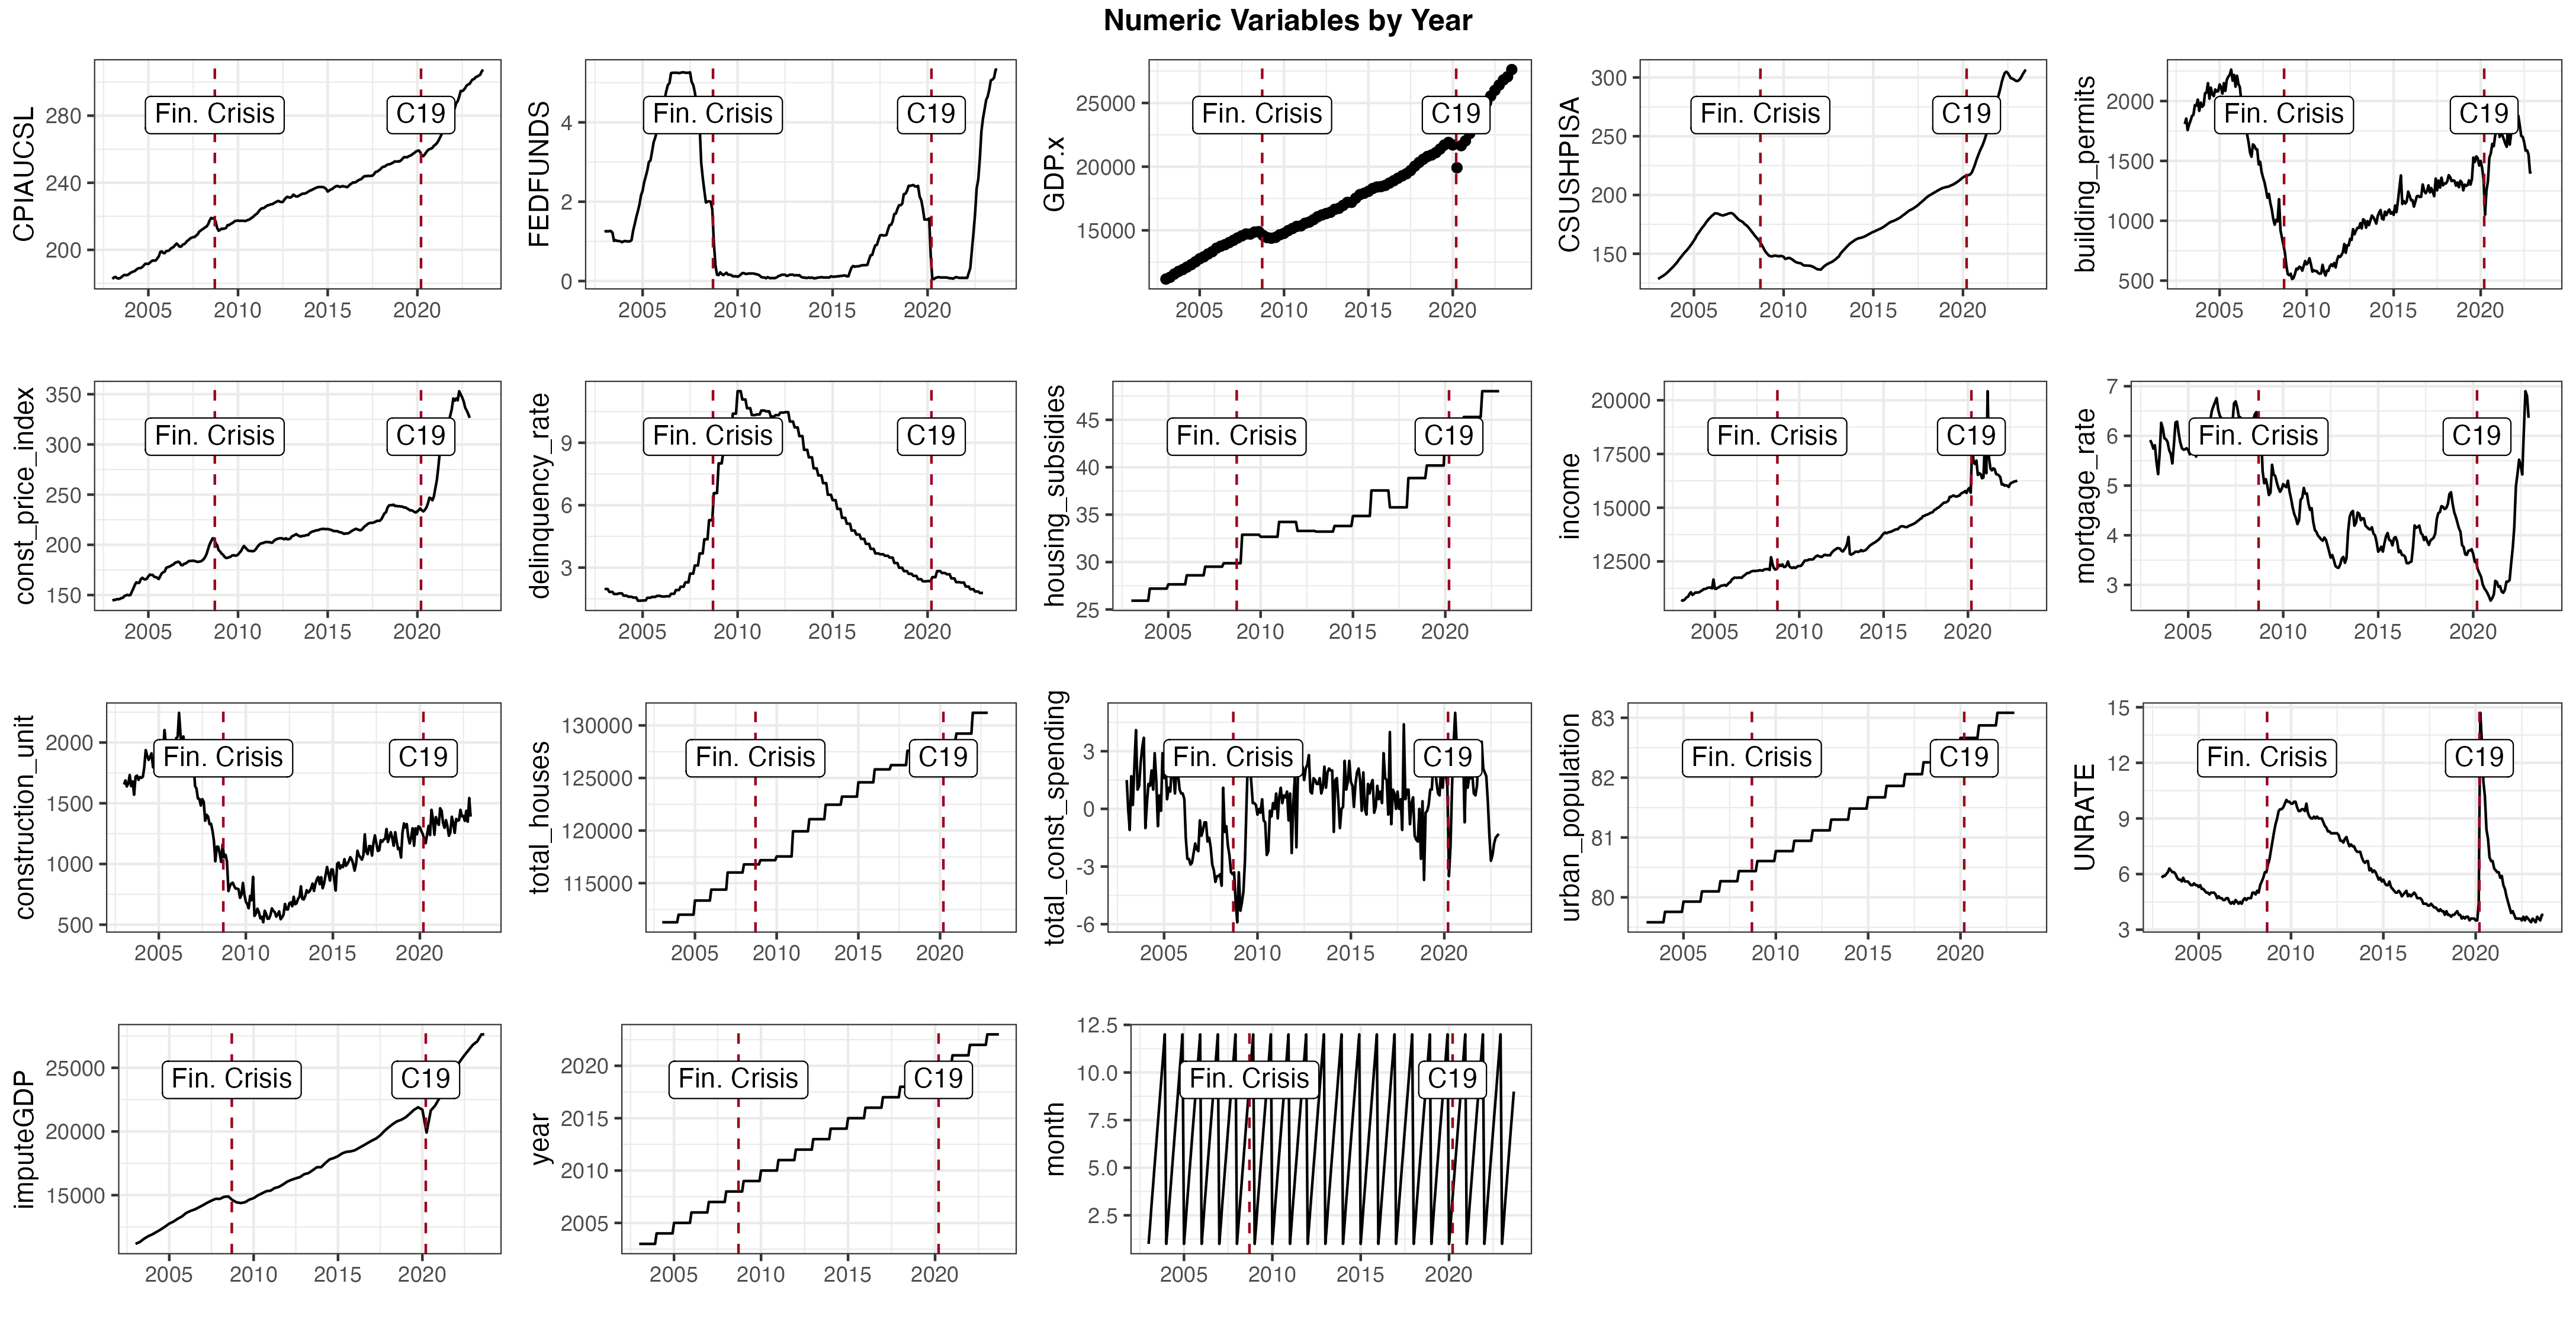 Numeric Variables by Year
CPIAUCSL
280
240
200
Fin. Crisis
C19
2005 2010 2015 2020
FEDFUNDS
4
2
0
Fin. Crisis
C19
2005 2010 2015 2020
GDP.x
25000
20000
15000
Fin. Crisis
C19
2005 2010 2015 2020
CSUSHPISA
300
250
200
150
Fin. Crisis
C19
2005 2010 2015 2020
building_permits
2000
1500
1000
500
Fin. Crisis
C19
2005 2010 2015 2020
const_price_index
350
300
250
200
150
Fin. Crisis
C19
2005 2010 2015 2020
delinquency_rate
9
6
3
Fin. Crisis
C19
2005 2010 2015 2020
housing_subsidies
45
40
35
30
25
Fin. Crisis
C19
2005 2010 2015 2020
income
20000
17500
15000
12500
Fin. Crisis
C19
2005 2010 2015 2020
mortgage_rate
7
6
5
4
3
Fin. Crisis
C19
2005 2010 2015 2020
construction_unit
2000
1500
1000
500
Fin. Crisis
C19
2005 2010 2015 2020
total_houses
130000
125000
120000
115000
Fin. Crisis
C19
2005 2010 2015 2020
total_const_spending
3
0
-3
-6
Fin. Crisis
C19
2005 2010 2015 2020
urban_population
83
82
81
80
Fin. Crisis
C19
2005 2010 2015 2020
UNRATE
15
12
9
6
3
Fin. Crisis
C19
2005 2010 2015 2020
imputeGDP
25000
20000
15000
Fin. Crisis
C19
2005 2010 2015 2020
year
2020
2015
2010
2005
Fin. Crisis
C19
2005 2010 2015 2020
month
12.5
10.0
7.5
5.0
2.5
Fin. Crisis
C19
2005 2010 2015 2020